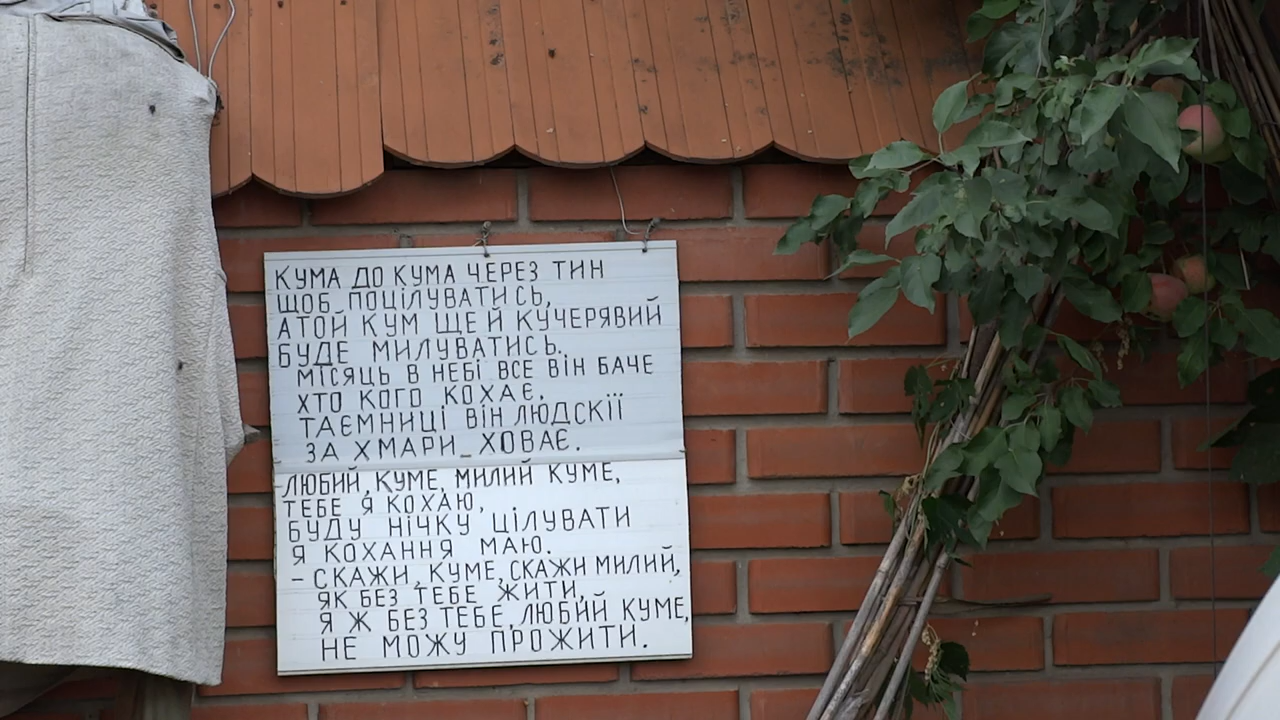 КУМА ДО КУМА ЧЕРЕЗ ТИН
ЩОБ ПОЦІЛУВАТИСЬ,
А ТОЙ КУМ ЩЕ Й КУЧЕРЯВИЙ
БУДЕ МИЛУВАТИСЬ.
МІСЯЦЬ В НЕБІ ВСЕ ВІН БАЧЕ
ХТО КОГО КОХАЄ.
ТАЄМНИЦІ ВІН ЛЮДСКІЇ
ЗА ХМАРИ_ХОВАЄ.
ЛЮБИЙ КУМЕ, МИЛИЙ КУМЕ,
ТЕБЕ Я КОХАЮ,
БУДУ НІЧКУ ЦІЛУВАТИ
Я КОХАННЯ МАЮ.
– СКАЖИ, КУМЕ, СКАЖИ МИЛИЙ,
ЯК БЕЗ ТЕБЕ ЖИТИ,
Я Ж БЕЗ ТЕБЕ, ЛЮБИЙ КУМЕ,
НЕ МОЖУ ПРОЖИТИ.